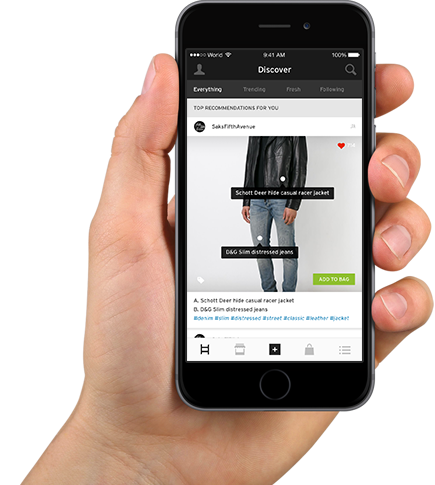 World 9:41 AM 100%
Discover
Everything Trending Fresh Following
TOP RECOMMENDATIONS FOR YOU
SaksFifthAvenue
Schott Deer hide casual racer jacket
D&G Slim distressed jeans
ADD TO BAG
A. Schott Deer hide casual racer jacket
B. D&G Slim distressed jeans
#denim #slim #distressed #street #classic #leather #jacket